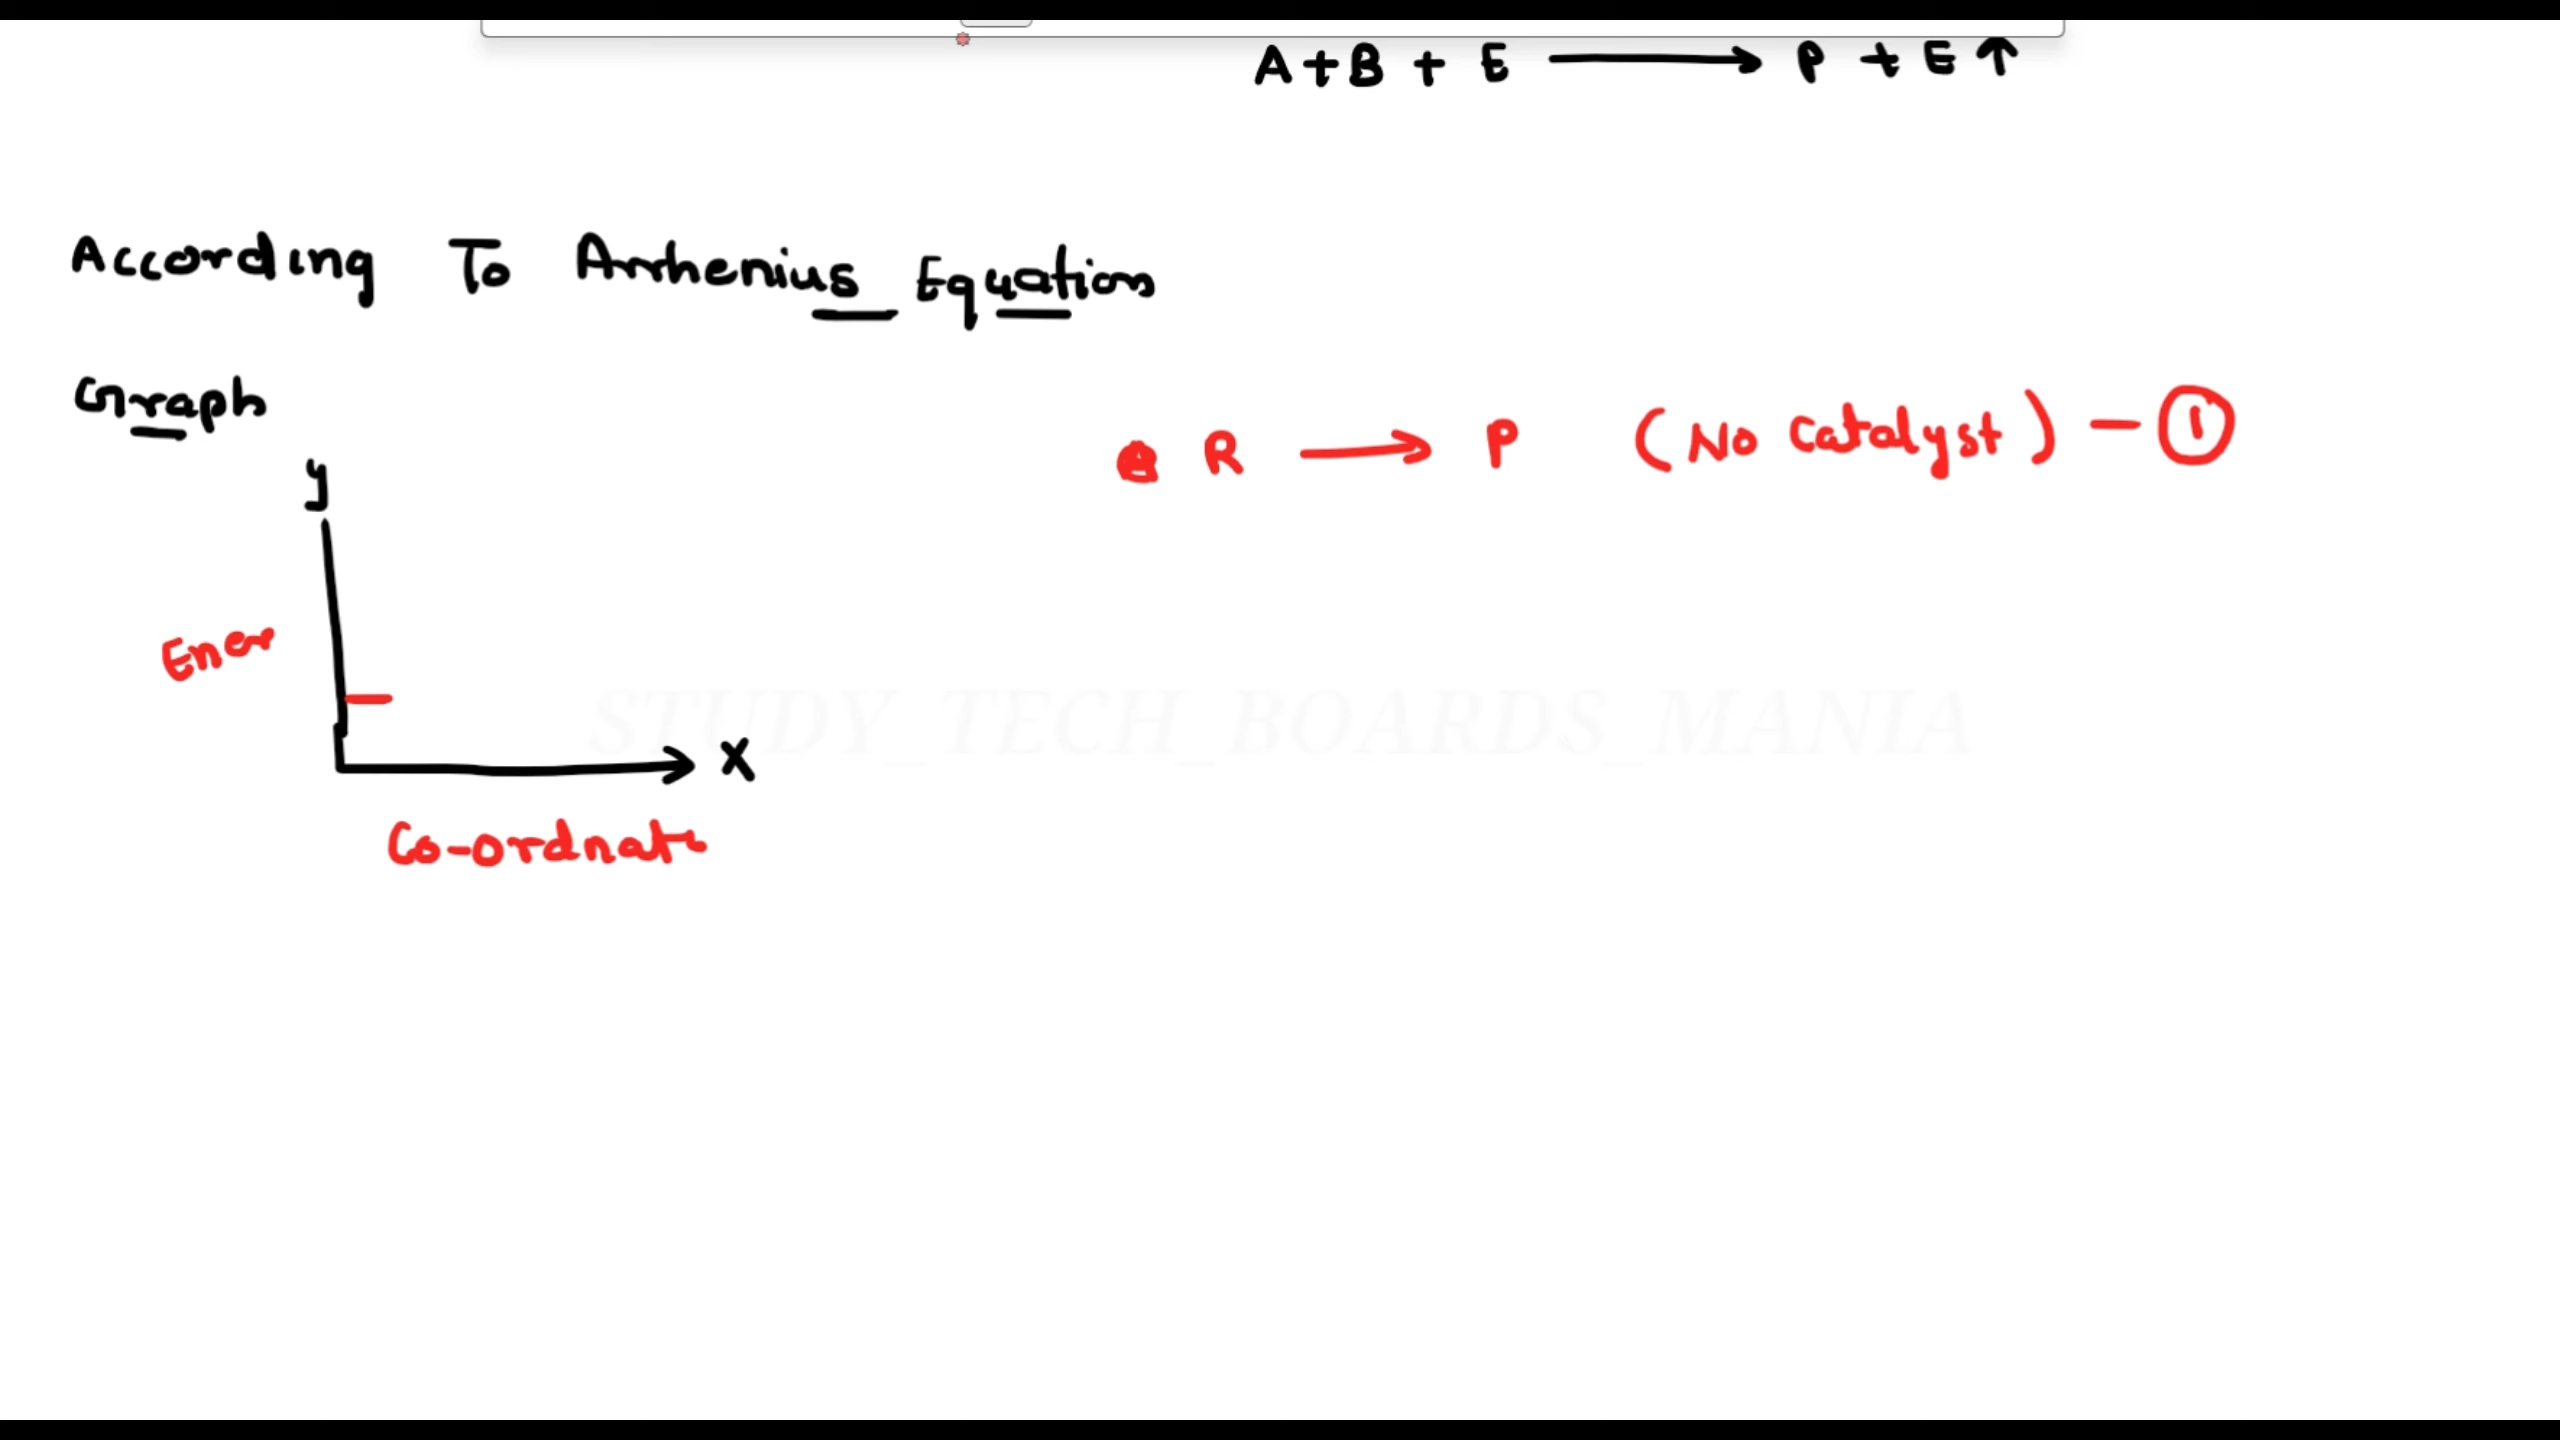 A + B + E ⟶ P + E ↑
According To Arrhenius Equation
Graph
R ⟶ P (No Catalyst) - ①
y
Ener
STUDY_TECH_BOARDS_MANIA
X
Co-ordnate